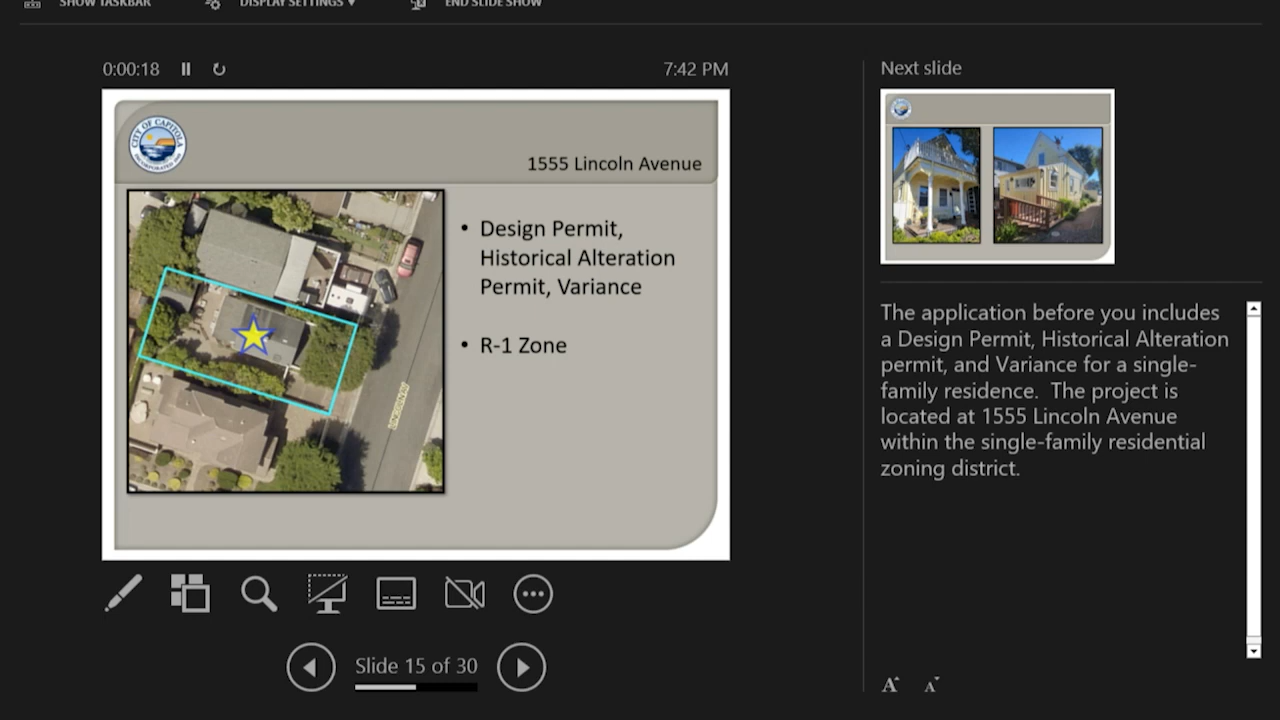 SHOW TASKBAR
DISPLAY SETTINGS ▼
END SLIDE SHOW
0:00:18
7:42 PM
CITY OF CAPITOLA
1555 Lincoln Avenue
• Design Permit,
Historical Alteration
Permit, Variance
• R-1 Zone
Slide 15 of 30
Next slide
The application before you includes
a Design Permit, Historical Alteration
permit, and Variance for a single-
family residence.  The project is
located at 1555 Lincoln Avenue
within the single-family residential
zoning district.
A A